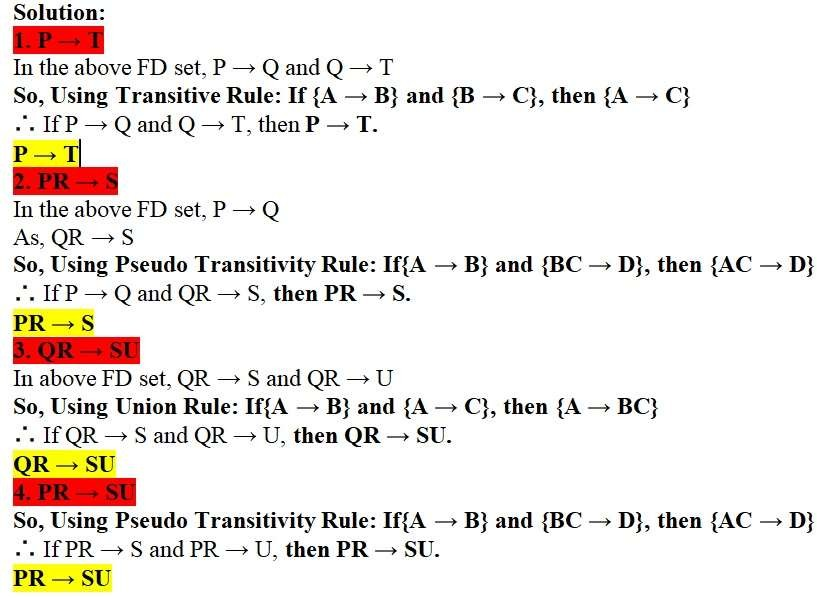 Solution:
1. P → T
In the above FD set, P → Q and Q → T
So, Using Transitive Rule: If {A → B} and {B → C}, then {A → C}
∴ If P → Q and Q → T, then P → T.
P → T
2. PR → S
In the above FD set, P → Q
As, QR → S
So, Using Pseudo Transitivity Rule: If{A → B} and {BC → D}, then {AC → D}
∴ If P → Q and QR → S, then PR → S.
PR → S
3. QR → SU
In above FD set, QR → S and QR → U
So, Using Union Rule: If{A → B} and {A → C}, then {A → BC}
∴ If QR → S and QR → U, then QR → SU.
QR → SU
4. PR → SU
So, Using Pseudo Transitivity Rule: If{A → B} and {BC → D}, then {AC → D}
∴ If PR → S and PR → U, then PR → SU.
PR → SU